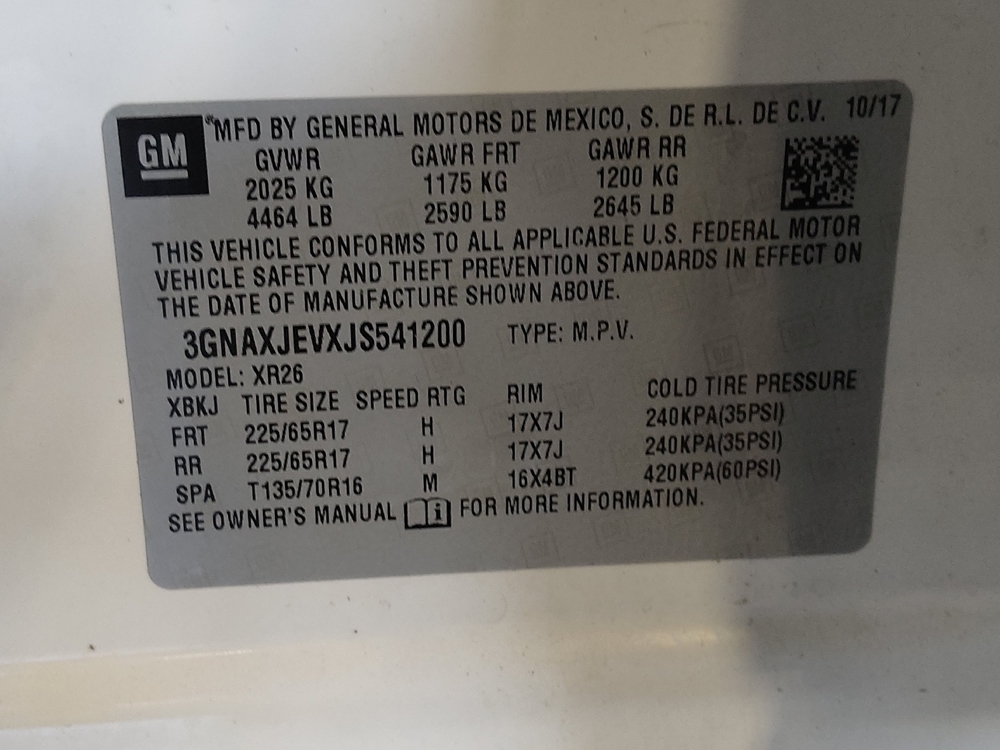 GM
®MFD BY GENERAL MOTORS DE MEXICO, S. DE R.L. DE C.V. 10/17
GVWR GAWR FRT GAWR RR
2025 KG 1175 KG 1200 KG
4464 LB 2590 LB 2645 LB
THIS VEHICLE CONFORMS TO ALL APPLICABLE U.S. FEDERAL MOTOR
VEHICLE SAFETY AND THEFT PREVENTION STANDARDS IN EFFECT ON
THE DATE OF MANUFACTURE SHOWN ABOVE.
3GNAXJEVXJS541200 TYPE: M.P.V.
MODEL: XR26
XBKJ TIRE SIZE SPEED RTG RIM COLD TIRE PRESSURE
FRT 225/65R17 H 17X7J 240KPA(35PSI)
RR 225/65R17 H 17X7J 240KPA(35PSI)
SPA T135/70R16 M 16X4BT 420KPA(60PSI)
SEE OWNER'S MANUAL i FOR MORE INFORMATION.